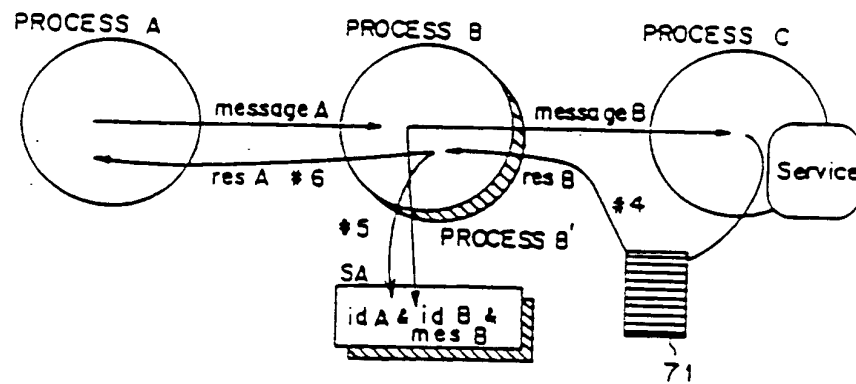 PROCESS A
PROCESS B
PROCESS C
message A
message B
res A #6
res B
Service
#4
#5
PROCESS B'
SA
id A & id B &
mes B
71